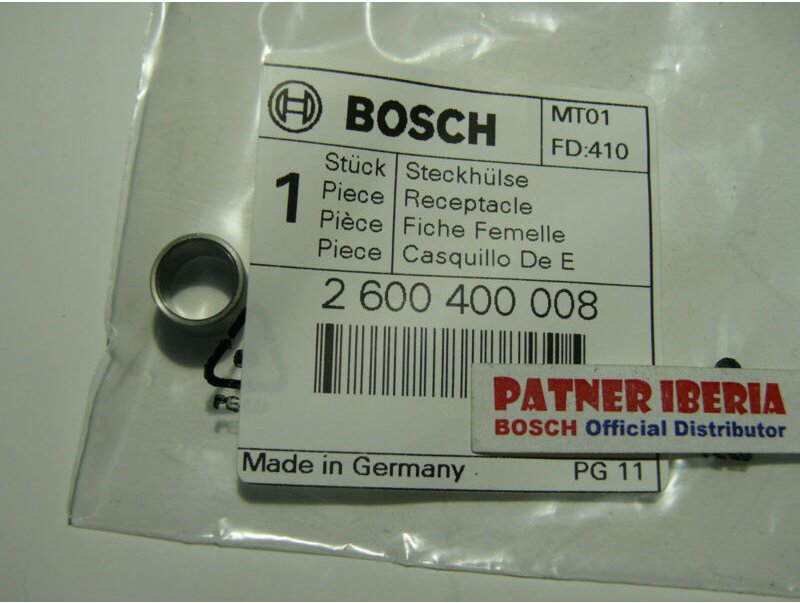 BOSCH
MT01
FD:410
1
Stück
Piece
Pièce
Piece
Steckhülse
Receptacle
Fiche Femelle
Casquillo De E
2 600 400 008
PATNER IBERIA
BOSCH Official Distributor
Made in Germany
PG 11